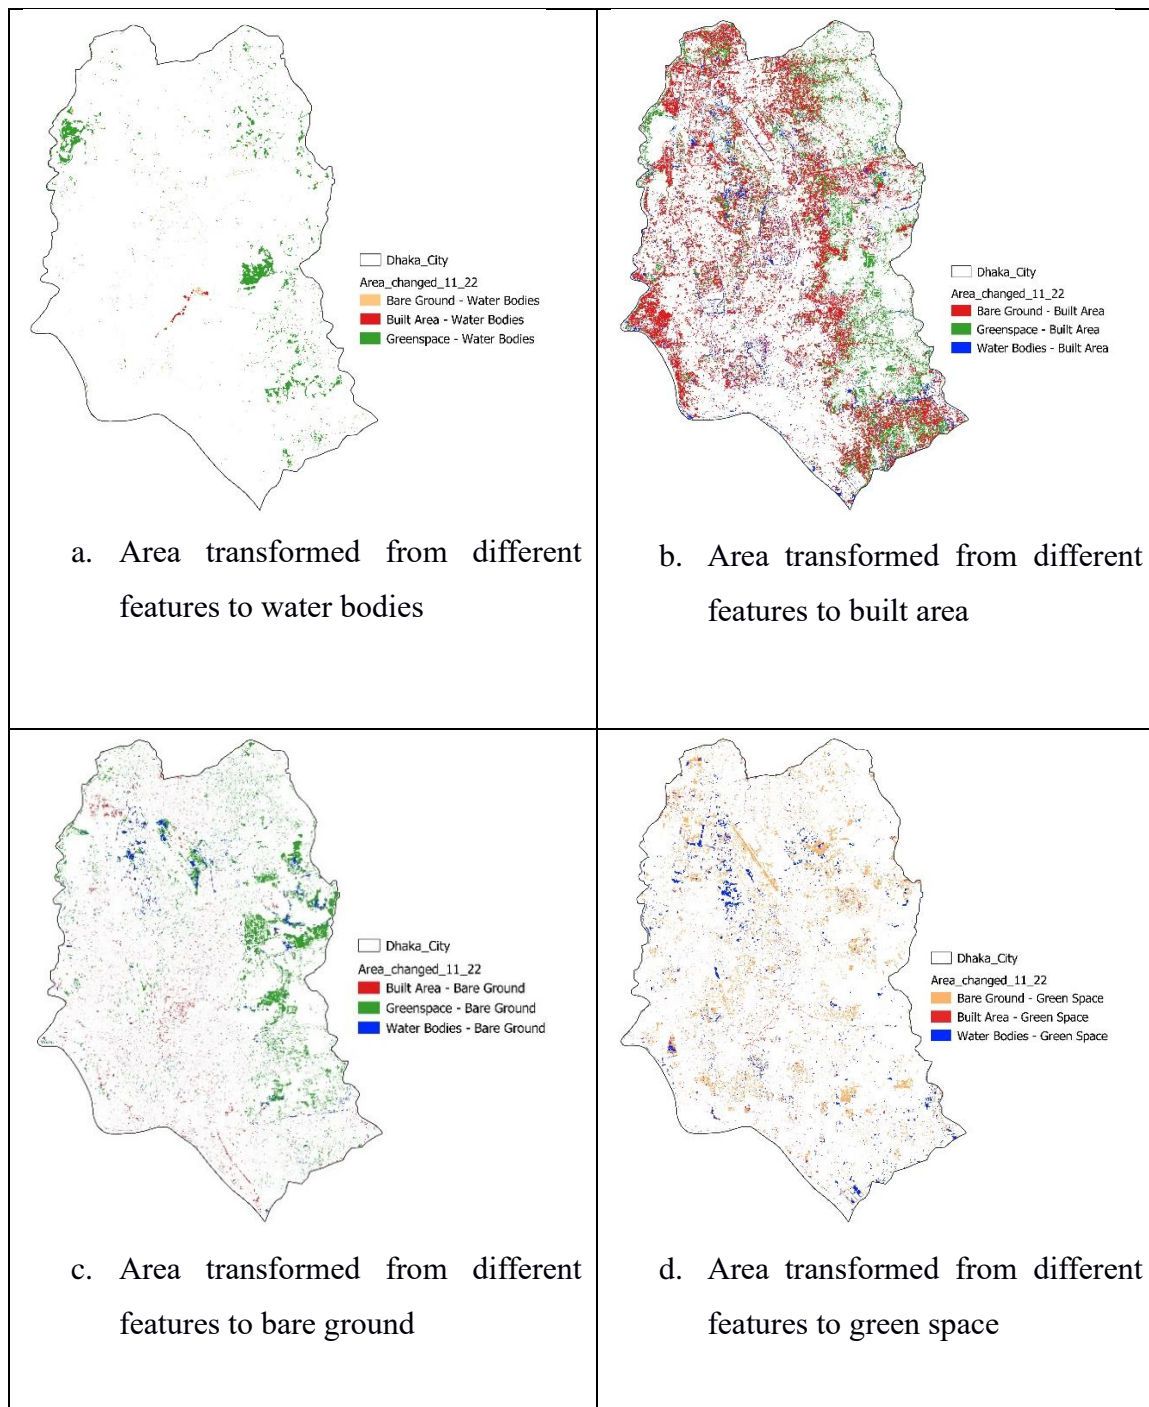 Dhaka_City
Area_changed_11_22
Bare Ground - Water Bodies
Built Area - Water Bodies
Greenspace - Water Bodies
a. Area transformed from different
features to water bodies
Dhaka_City
Area_changed_11_22
Bare Ground - Built Area
Greenspace - Built Area
Water Bodies - Built Area
b. Area transformed from different
features to built area
Dhaka_City
Area_changed_11_22
Built Area - Bare Ground
Greenspace - Bare Ground
Water Bodies - Bare Ground
c. Area transformed from different
features to bare ground
Dhaka_City
Area_changed_11_22
Bare Ground - Green Space
Built Area - Green Space
Water Bodies - Green Space
d. Area transformed from different
features to green space